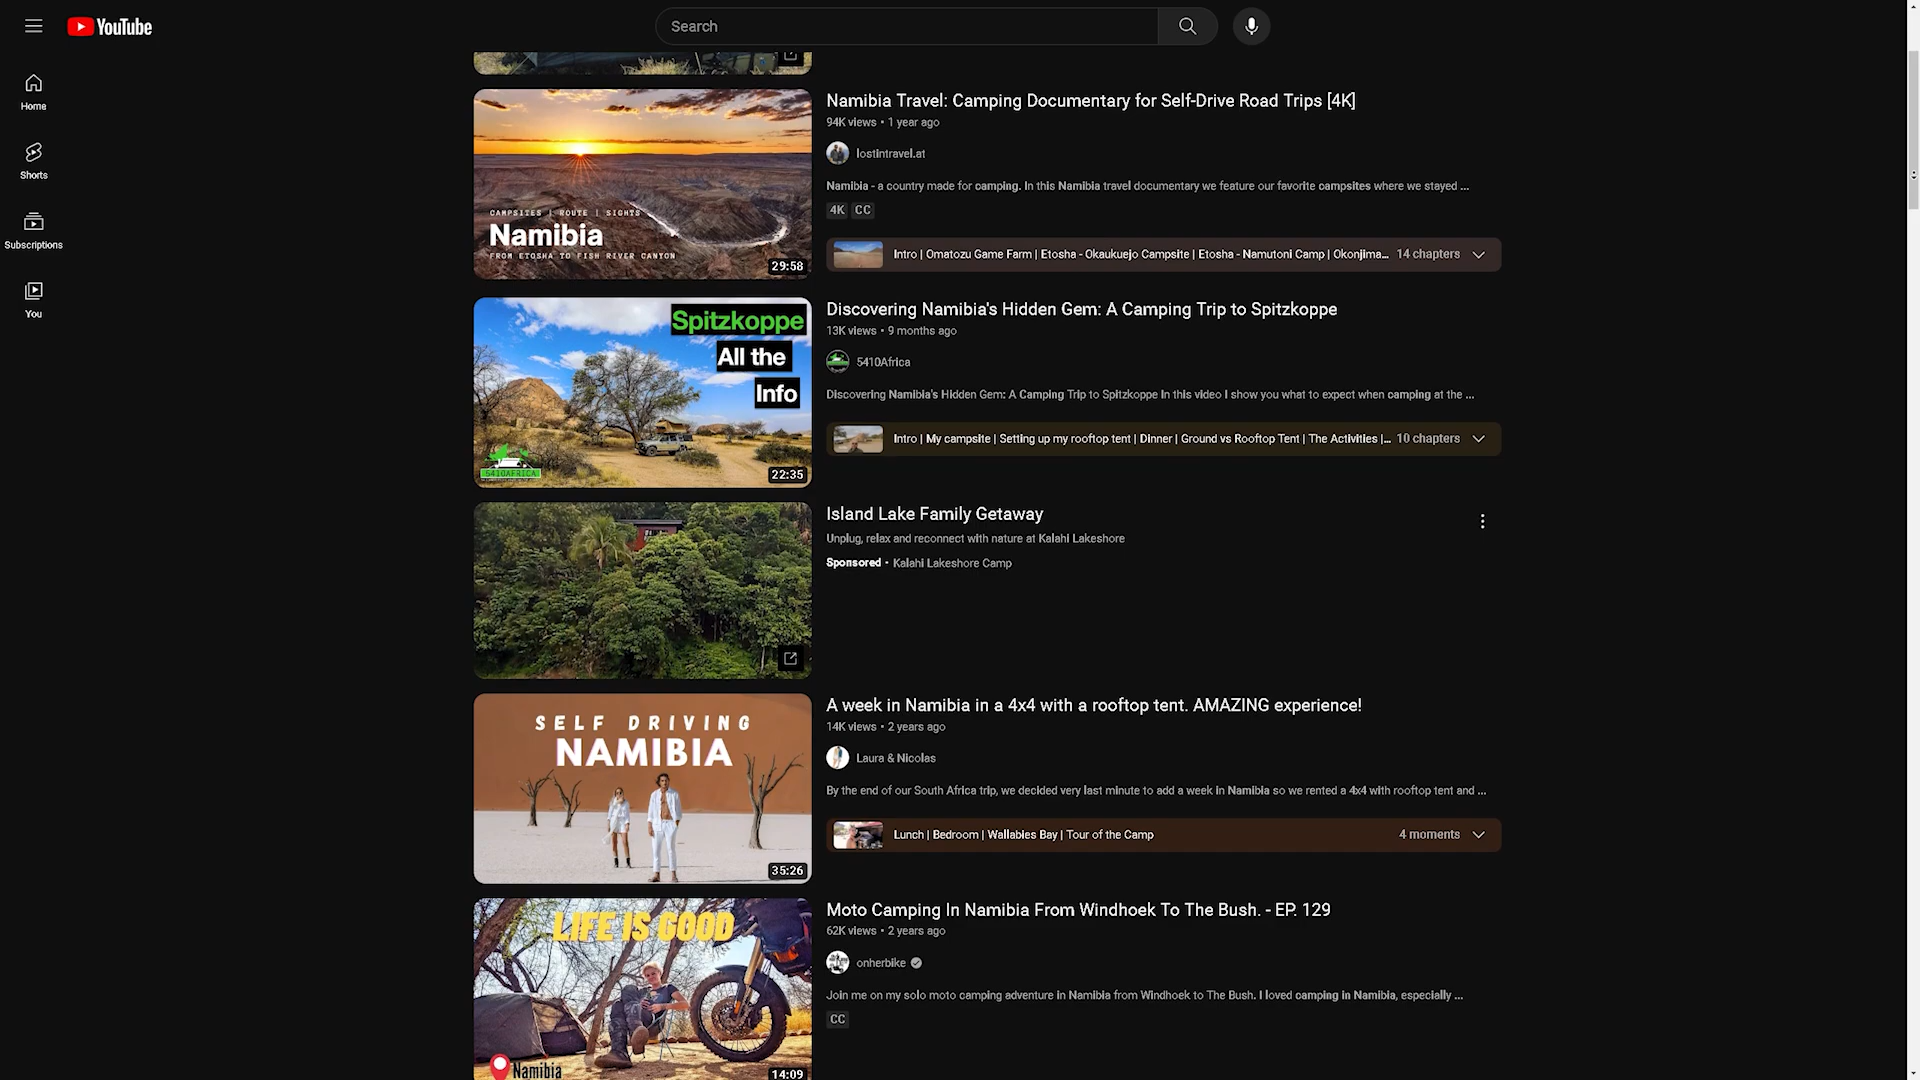 YouTube
Search
Home
Shorts
Subscriptions
You
CAMPSITES | ROUTE | SIGHTS
Namibia
FROM ETOSHA TO FISH RIVER CANYON
29:58
Namibia Travel: Camping Documentary for Self-Drive Road Trips [4K]
94K views • 1 year ago
lostintravel.at
Namibia - a country made for camping. In this Namibia travel documentary we feature our favorite campsites where we stayed ...
4K CC
Intro | Omatozu Game Farm | Etosha - Okaukuejo Campsite | Etosha - Namutoni Camp | Okonjima... 14 chapters
Spitzkoppe
All the
Info
5410AFRICA
22:35
Discovering Namibia's Hidden Gem: A Camping Trip to Spitzkoppe
13K views • 9 months ago
5410Africa
Discovering Namibia's Hidden Gem: A Camping Trip to Spitzkoppe In this video I show you what to expect when camping at the ...
Intro | My campsite | Setting up my rooftop tent | Dinner | Ground vs Rooftop Tent | The Activities |... 10 chapters
Island Lake Family Getaway
Unplug, relax and reconnect with nature at Kalahi Lakeshore
Sponsored • Kalahi Lakeshore Camp
SELF DRIVING
NAMIBIA
35:26
A week in Namibia in a 4x4 with a rooftop tent. AMAZING experience!
14K views • 2 years ago
Laura & Nicolas
By the end of our South Africa trip, we decided very last minute to add a week in Namibia so we rented a 4x4 with rooftop tent and ...
Lunch | Bedroom | Wallabies Bay | Tour of the Camp 4 moments
LIFE IS GOOD
Namibia
14:09
Moto Camping In Namibia From Windhoek To The Bush. - EP. 129
62K views • 2 years ago
onherbike
Join me on my solo moto camping adventure in Namibia from Windhoek to The Bush. I loved camping in Namibia, especially ...
CC